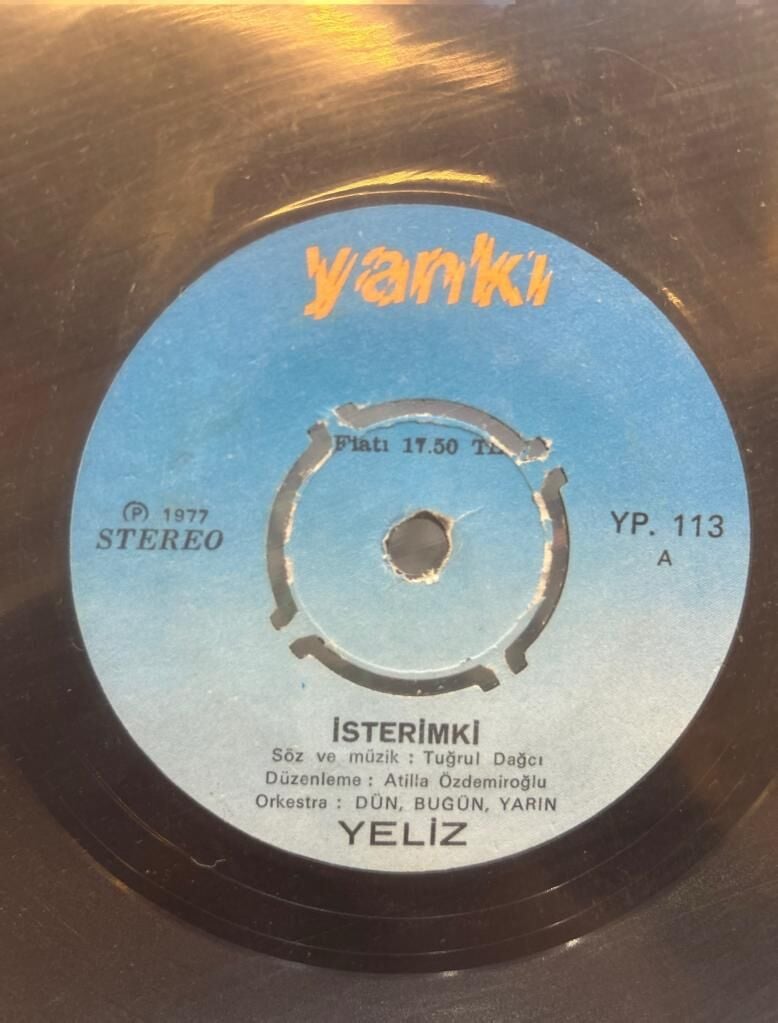 yankı
Fiatı 17.50 TL
℗ 1977
STEREO
YP. 113
A
İSTERİMKİ
Söz ve müzik : Tuğrul Dağcı
Düzenleme : Atilla Özdemiroğlu
Orkestra : DÜN, BUGÜN, YARIN
YELİZ